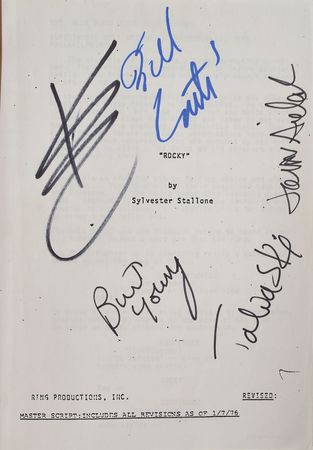 Bill
Conti
"ROCKY"
by
Sylvester Stallone
Burt
Young
Talia
RING PRODUCTIONS, INC.
REVISED:
MASTER SCRIPT: INCLUDES ALL REVISIONS AS OF 1/7/76